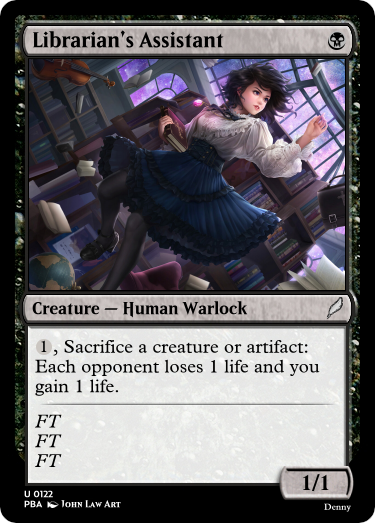 Librarian's Assistant
Creature — Human Warlock
1, Sacrifice a creature or artifact:
Each opponent loses 1 life and you
gain 1 life.
FT
FT
FT
1/1
U 0122
PBA John Law Art
Denny